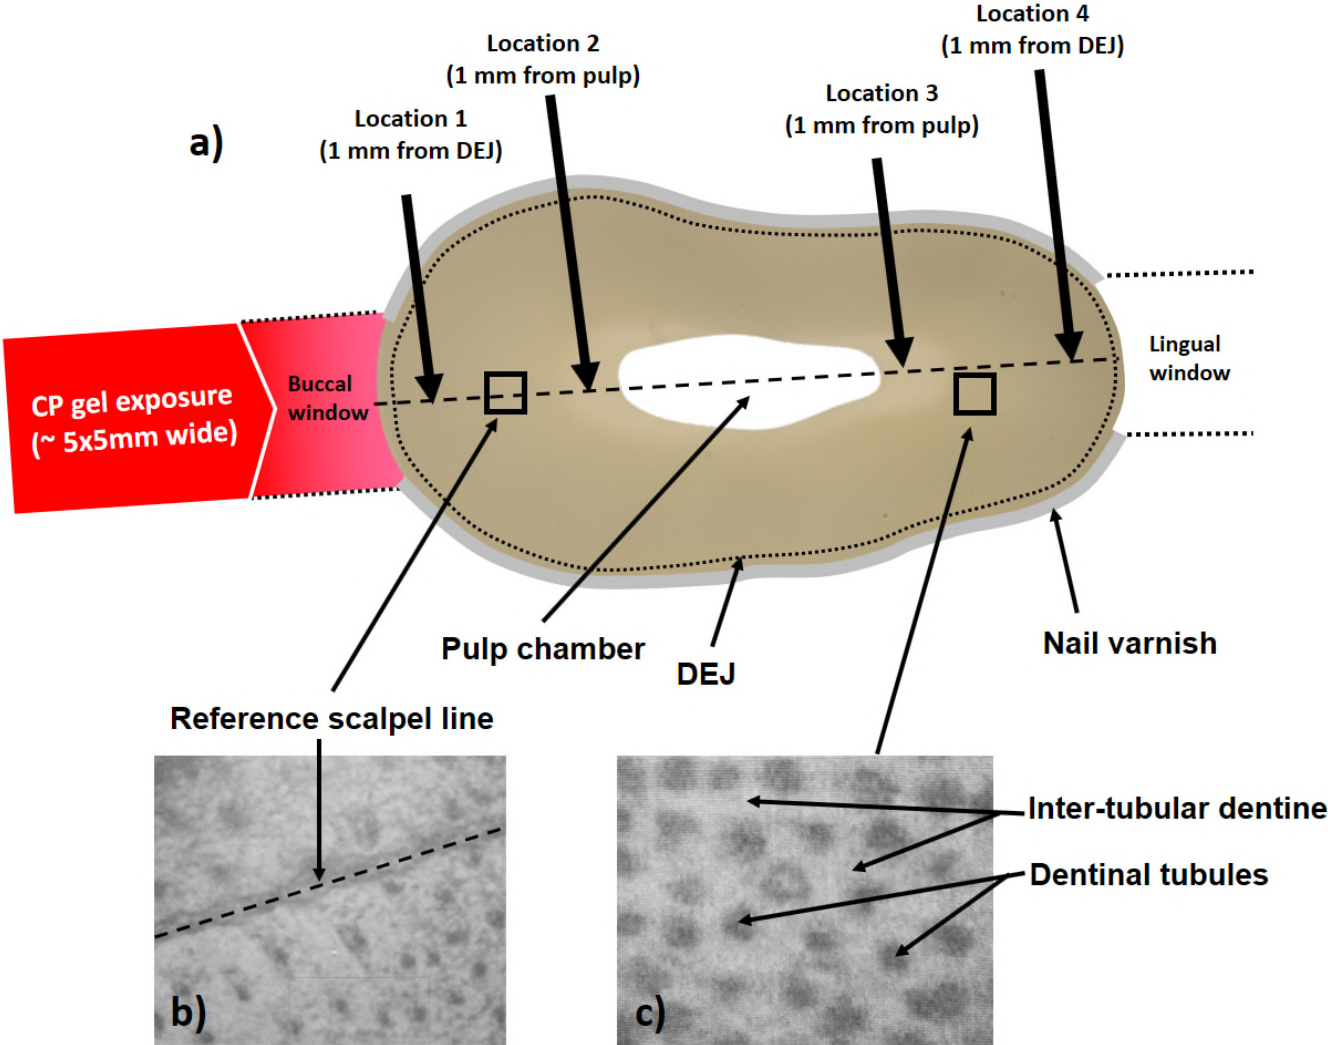 Location 4
(1 mm from DEJ)
Location 2
(1 mm from pulp)
Location 3
(1 mm from pulp)
Location 1
(1 mm from DEJ)
a)
CP gel exposure
(~ 5x5mm wide)
Buccal
window
Lingual
window
Pulp chamber
DEJ
Nail varnish
Reference scalpel line
Inter-tubular dentine
Dentinal tubules
b)
c)